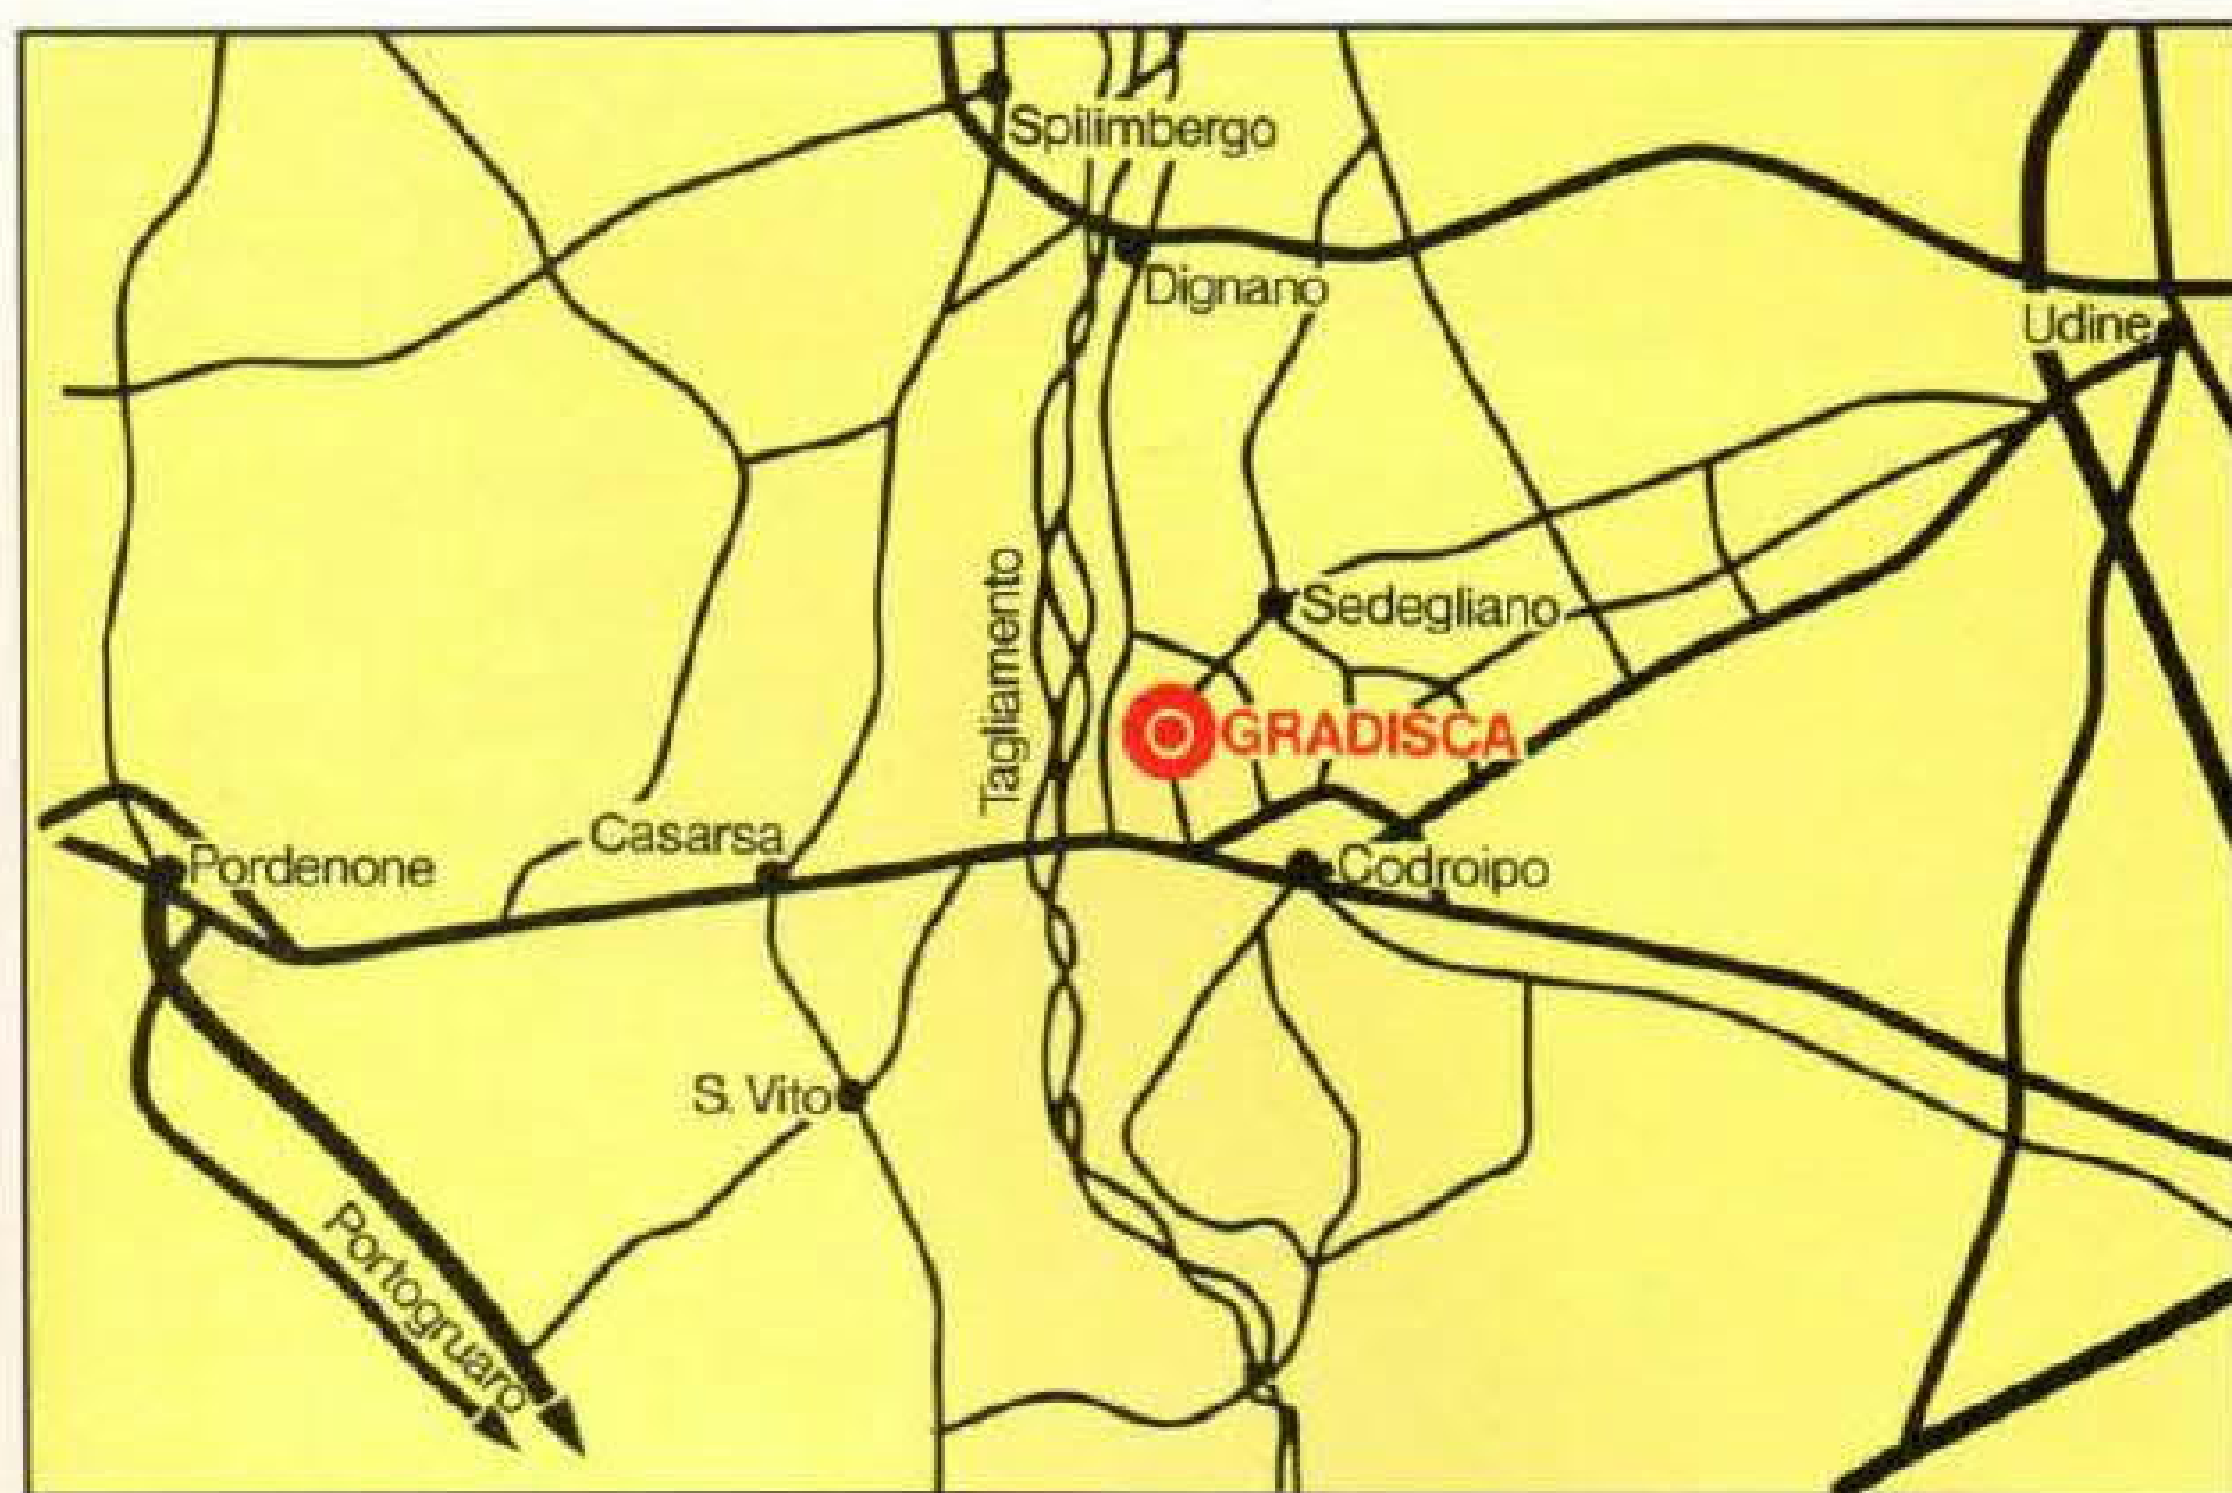 Spilimbergo
Dignano
Udine
Tagliamento
Sedegliano
GRADISCA
Casarsa
Pordenone
Codroipo
S. Vito
Portogruaro